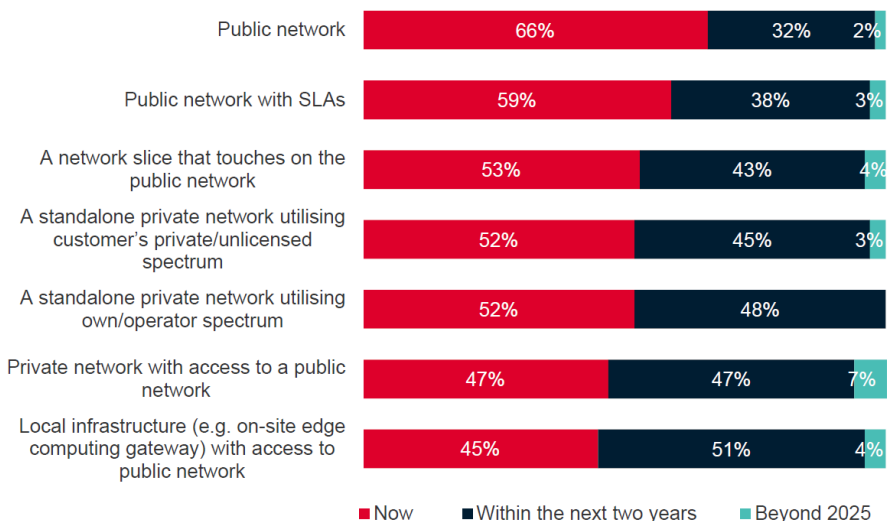 Public network
66% 32% 2%
Public network with SLAs
59% 38% 3%
A network slice that touches on the
public network
53% 43% 4%
A standalone private network utilising
customer's private/unlicensed
spectrum
52% 45% 3%
A standalone private network utilising
own/operator spectrum
52% 48%
Private network with access to a public
network
47% 47% 7%
Local infrastructure (e.g. on-site edge
computing gateway) with access to
public network
45% 51% 4%
Now Within the next two years Beyond 2025